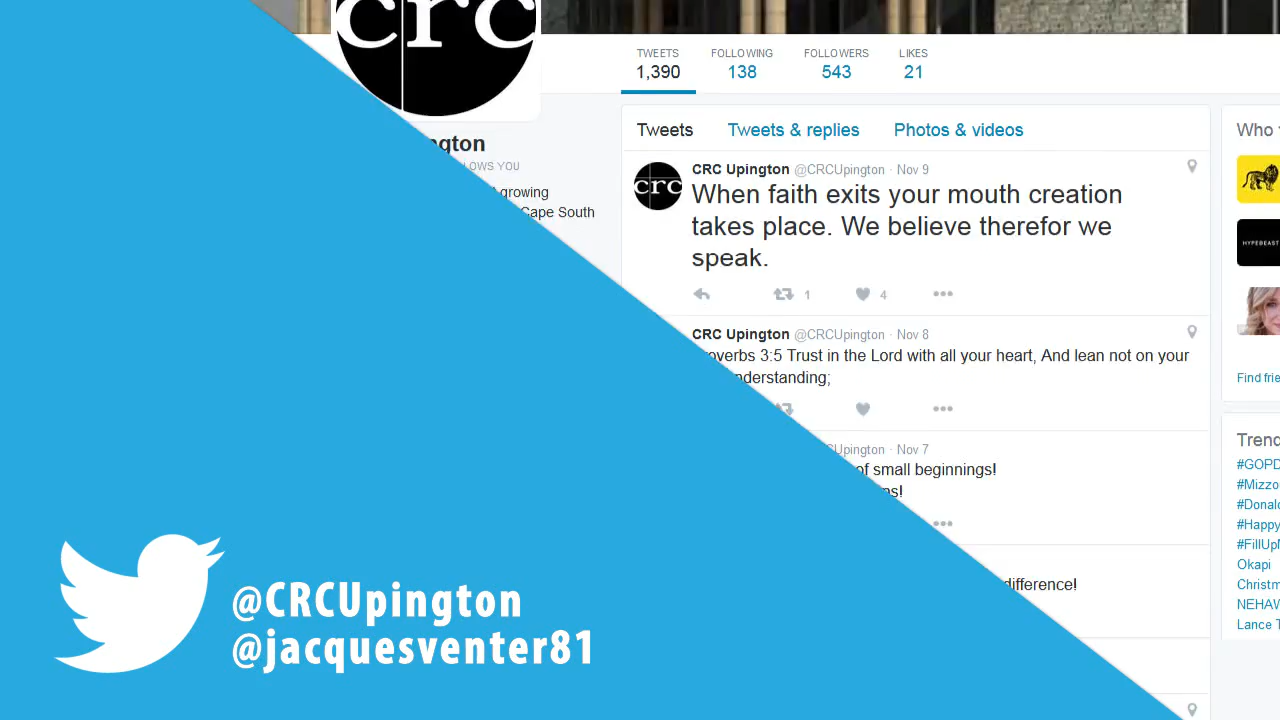 crc
TWEETS FOLLOWING FOLLOWERS LIKES
1,390 138 543 21
Tweets Tweets & replies Photos & videos
LOWS YOU
growing
Cape South
crc
CRC Upington @CRCUpington · Nov 9
When faith exits your mouth creation
takes place. We believe therefor we
speak.
1 4
CRC Upington @CRCUpington · Nov 8
overbs 3:5 Trust in the Lord with all your heart, And lean not on your
nderstanding;
CUpington · Nov 7
of small beginnings!
difference!
Who
HYPEBEAST
Find frie
Trend
#GOPD
#Mizzo
#Donal
#Happy
#FillUp
Okapi
Christm
NEHAW
Lance T
@CRCUpington
@jacquesventer81